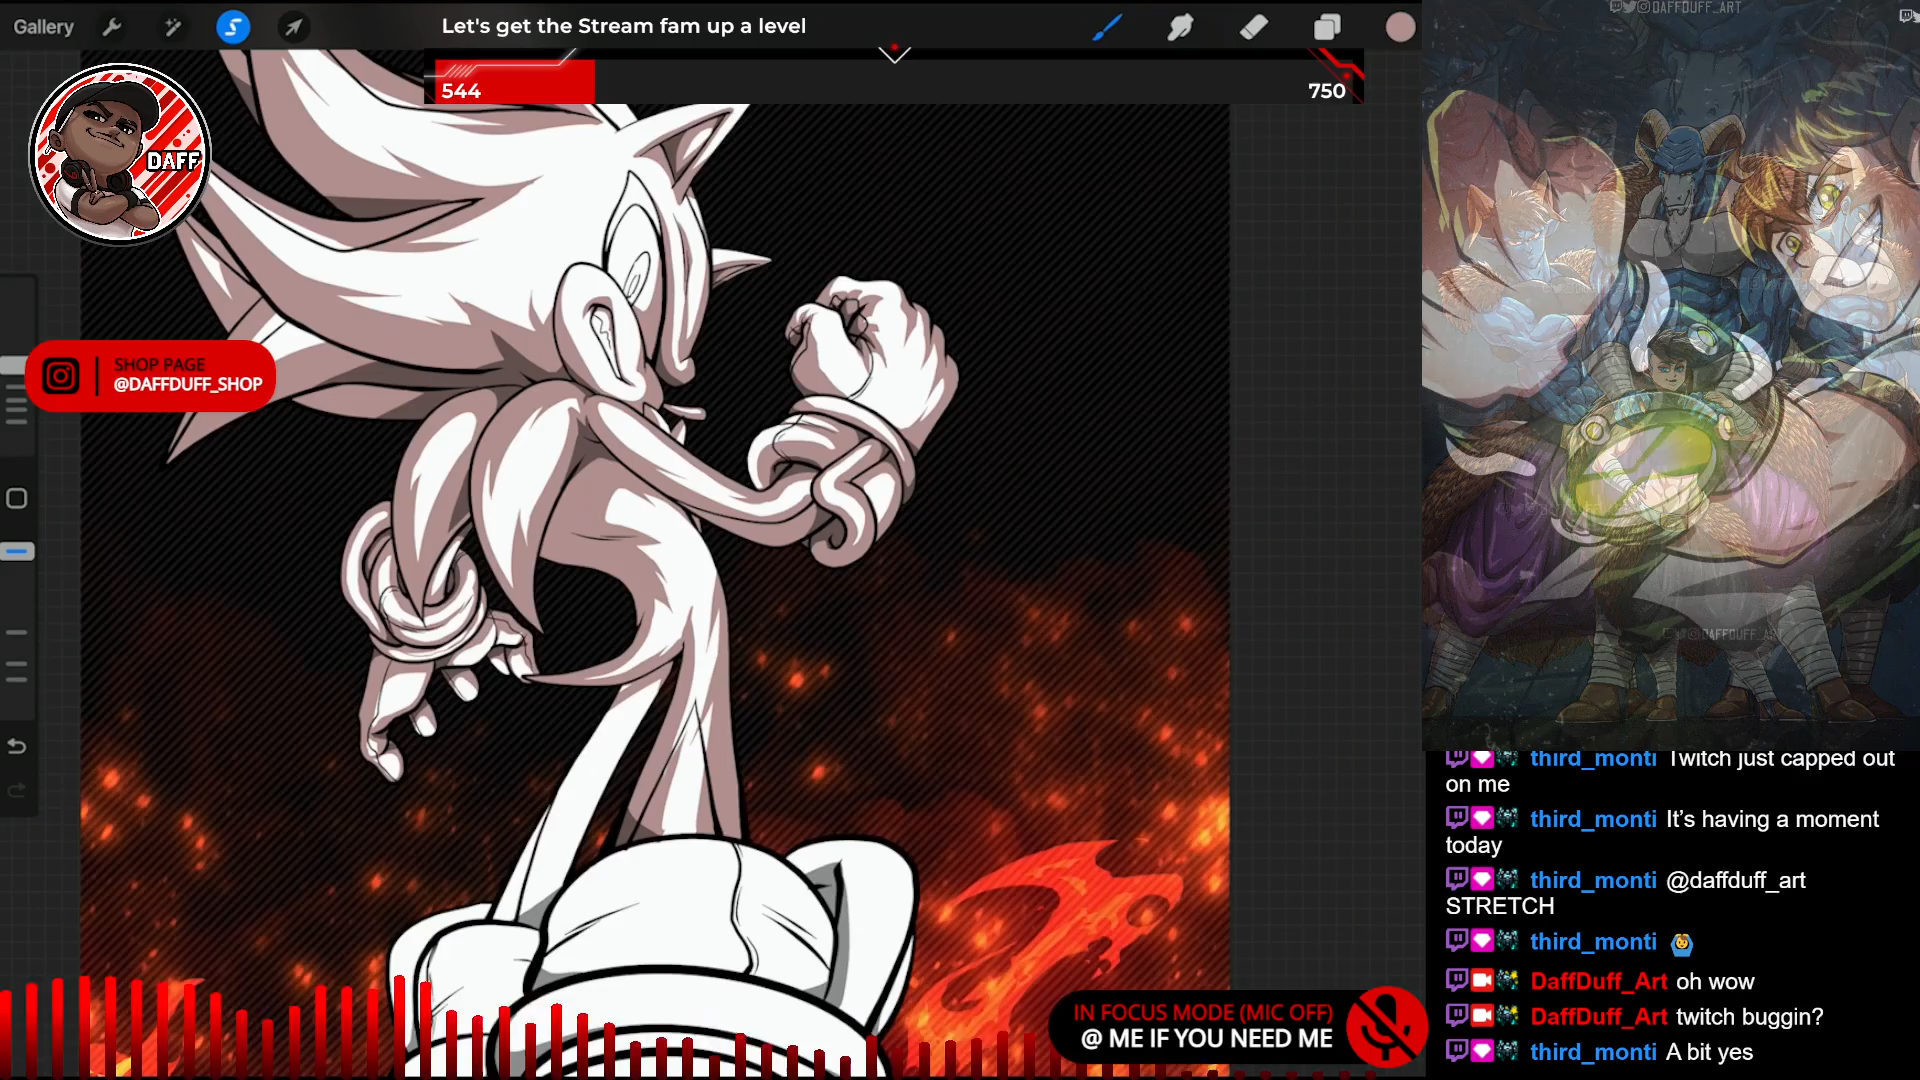 Gallery
Let's get the Stream fam up a level
544
750
DAFF
SHOP PAGE
@DAFFDUFF_SHOP
@DAFFDUFF_ART
@DAFFDUFF_ART
third_monti Twitch just capped out
on me
third_monti It's having a moment
today
third_monti @daffduff_art
STRETCH
third_monti 🙆
DaffDuff_Art oh wow
DaffDuff_Art twitch buggin?
third_monti A bit yes
IN FOCUS MODE (MIC OFF)
@ ME IF YOU NEED ME